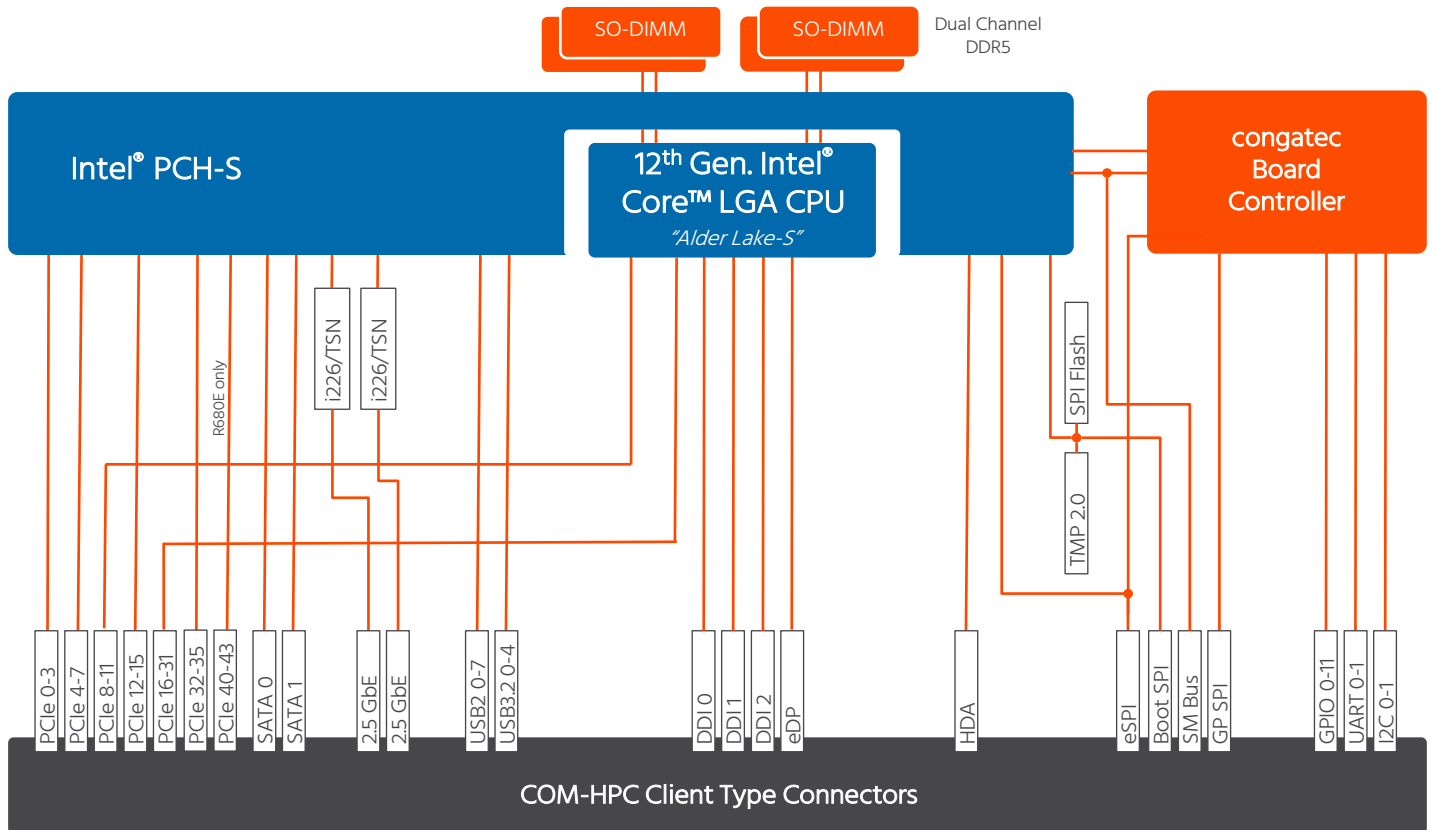 SO-DIMM
SO-DIMM
Dual Channel
DDR5
Intel® PCH-S
12th Gen. Intel®
Core™ LGA CPU
“Alder Lake-S”
congatec
Board
Controller
i226/TSN
i226/TSN
R680E only
SPI Flash
TMP 2.0
PCIe 0-3
PCIe 4-7
PCIe 8-11
PCIe 12-15
PCIe 16-31
PCIe 32-35
PCIe 40-43
SATA 0
SATA 1
2.5 GbE
2.5 GbE
USB2 0-7
USB3.2 0-4
DDI 0
DDI 1
DDI 2
eDP
HDA
eSPI
Boot SPI
SM Bus
GP SPI
GPIO 0-11
UART 0-1
I2C 0-1
COM-HPC Client Type Connectors